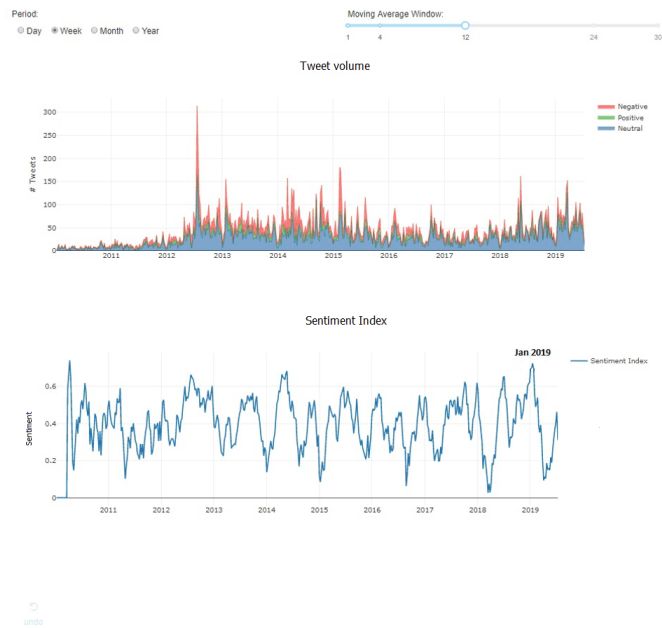 Period:
Moving Average Window:
Day Week Month Year
1 4 12 24 30
Tweet volume
300
250
200
150
100
50
0
# Tweets
Negative
Positive
Neutral
2011 2012 2013 2014 2015 2016 2017 2018 2019
Sentiment Index
Jan 2019
Sentiment Index
0.6
0.4
0.2
0
Sentiment
2011 2012 2013 2014 2015 2016 2017 2018 2019
undo